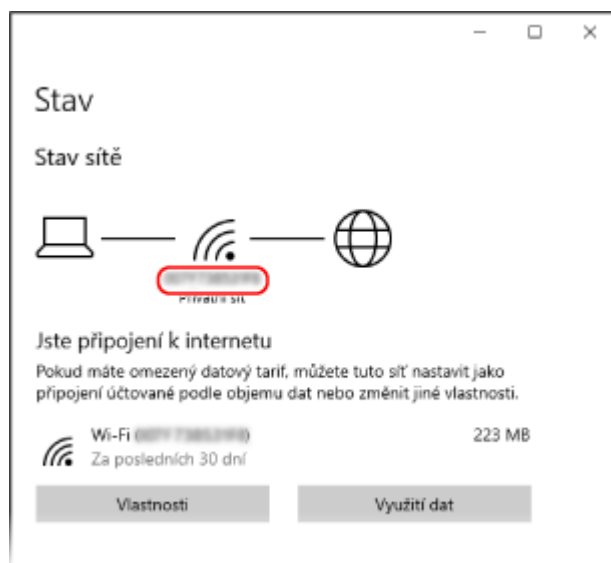 Stav
Stav sítě
Privátní síť
Jste připojení k internetu
Pokud máte omezený datový tarif, můžete tuto síť nastavit jako
připojení účtované podle objemu dat nebo změnit jiné vlastnosti.
Wi-Fi
223 MB
Za posledních 30 dní
Vlastnosti
Využití dat